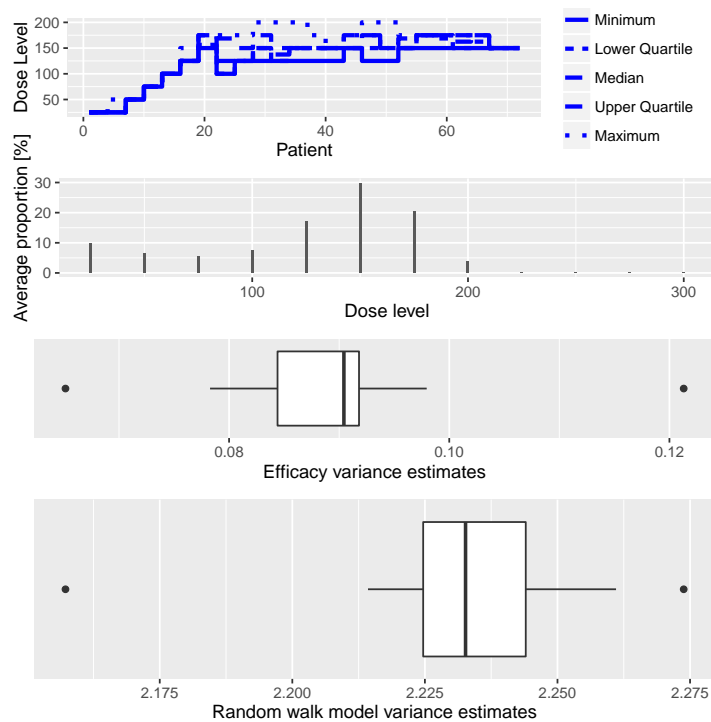 Dose Level
200
150
100
50
0
20
40
60
Patient
Minimum
Lower Quartile
Median
Upper Quartile
Maximum
Average proportion [%]
30
20
10
0
100
200
300
Dose level
0.08
0.10
0.12
Efficacy variance estimates
2.175
2.200
2.225
2.250
2.275
Random walk model variance estimates